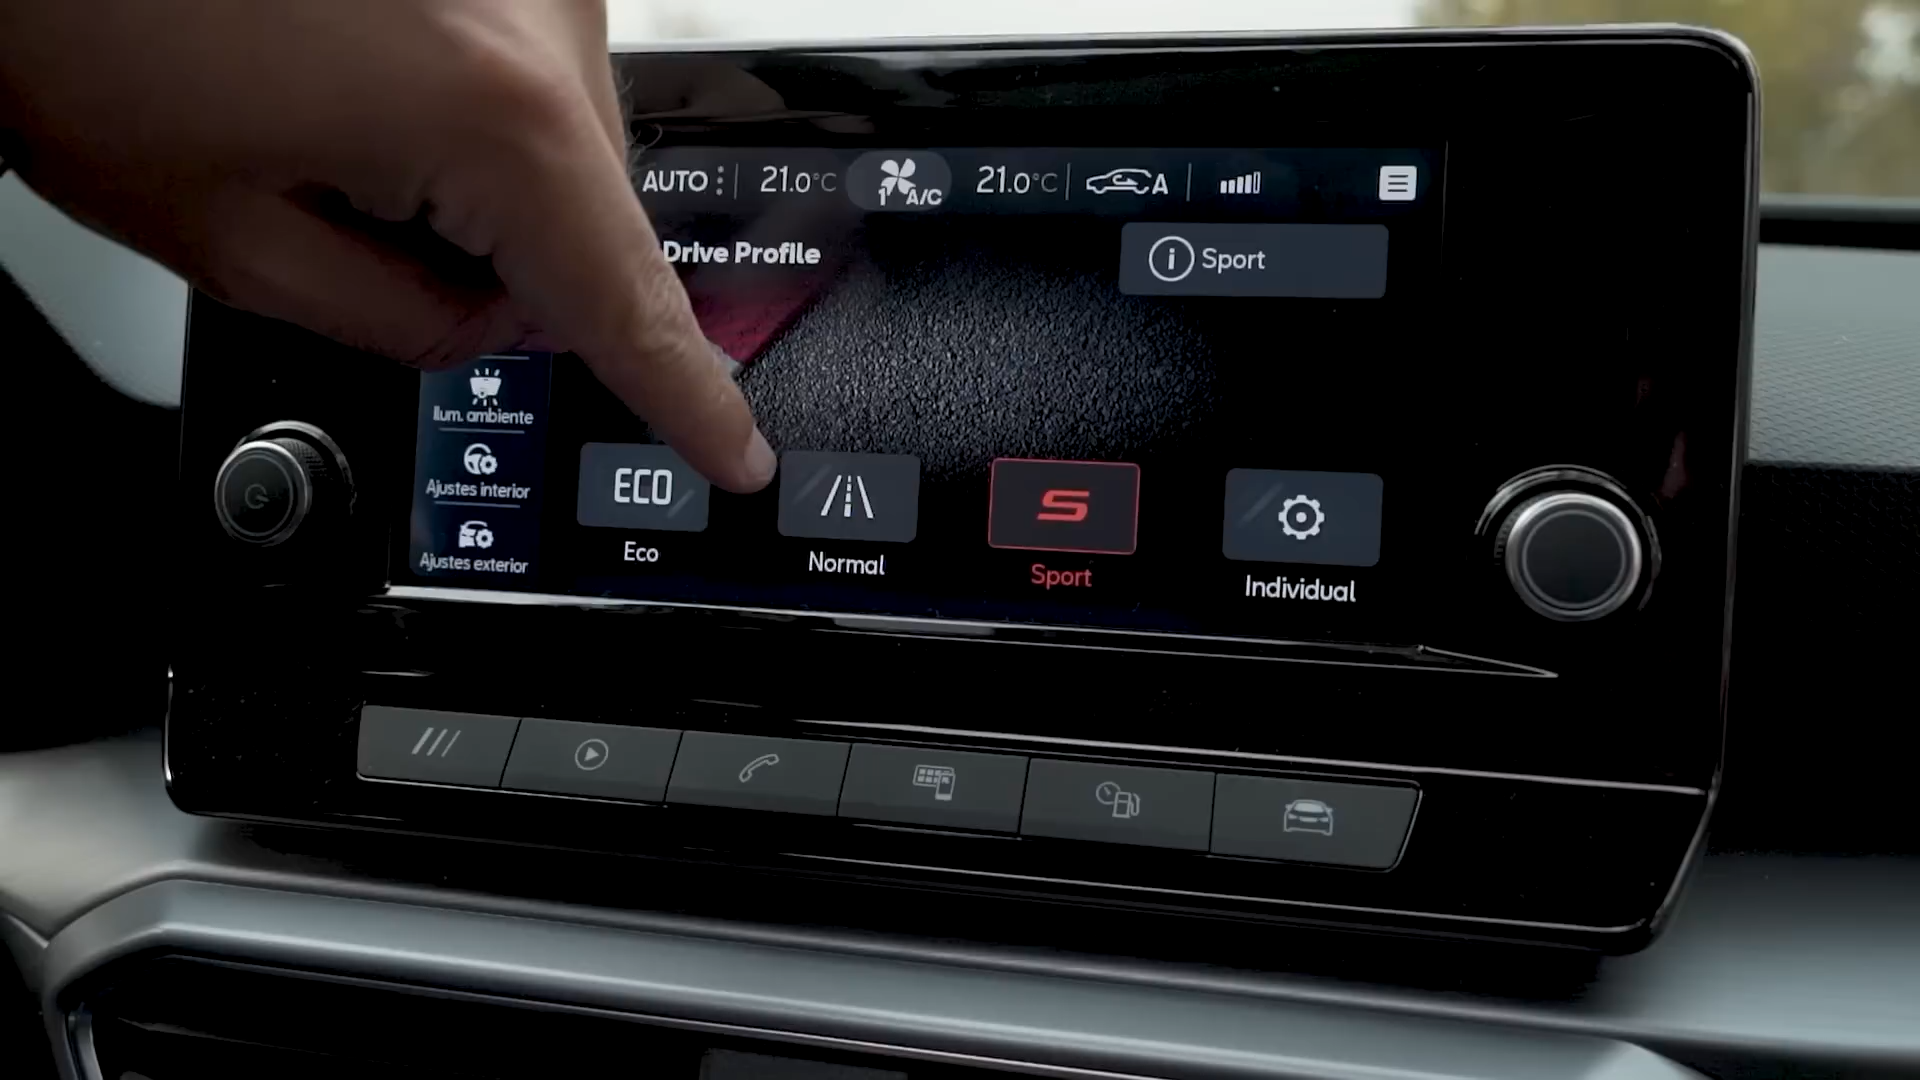 AUTO 21.0°C 1 A/C 21.0°C A
Drive Profile
i Sport
Ilum. ambiente
Ajustes interior
Ajustes exterior
ECO
S
Eco
Normal
Sport
Individual